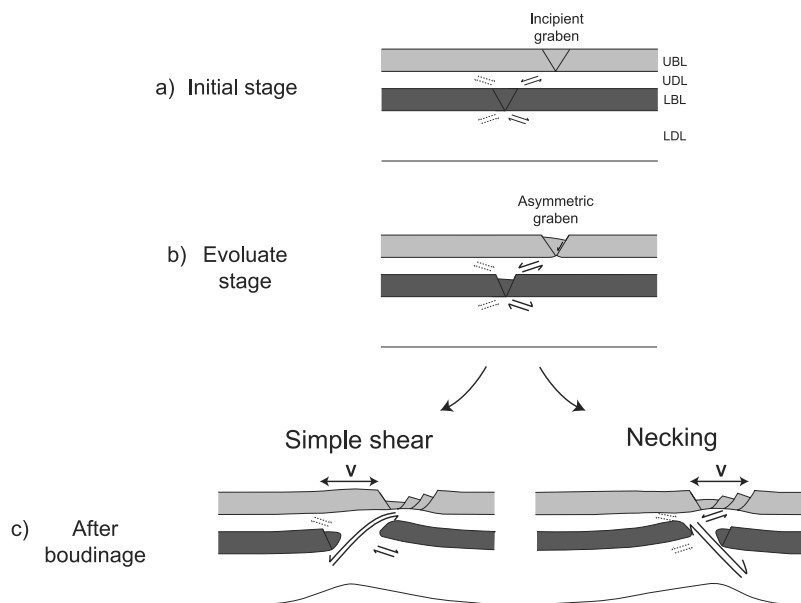 Incipient
graben
a) Initial stage
UBL
UDL
LBL
LDL
Asymmetric
graben
b) Evoluate
stage
Simple shear
Necking
V
V
c) After
boudinage